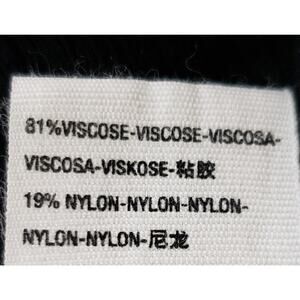 81%VISCOSE-VISCOSE-VISCOSA-
VISCOSA-VISKOSE-粘胶
19% NYLON-NYLON-NYLON-
NYLON-NYLON-尼龙